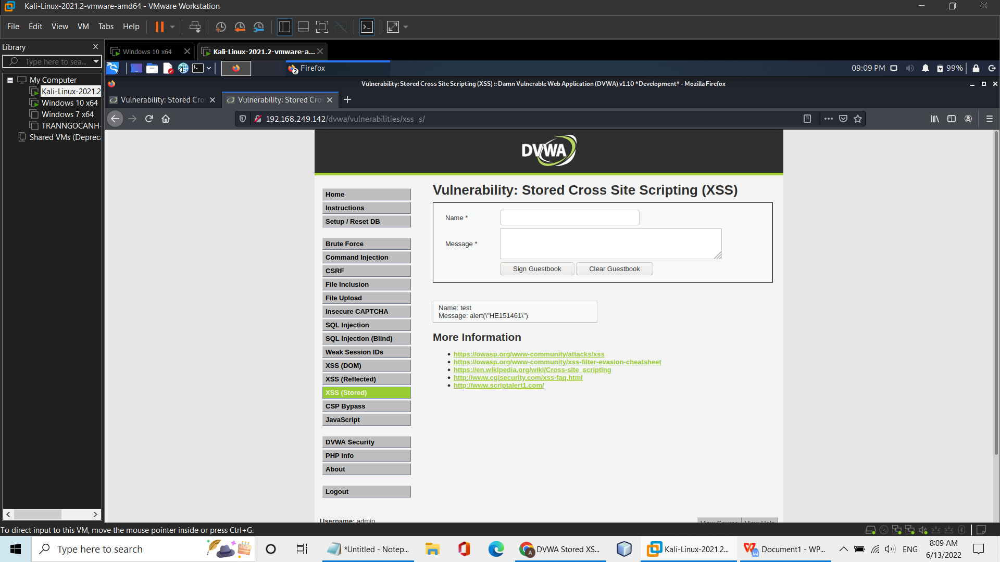 Kali-Linux-2021.2-vmware-amd64 - VMware Workstation
File Edit View VM Tabs Help
Library
Type here to sea...
My Computer
Kali-Linux-2021.2
Windows 10 x64
Windows 7 x64
TRANNGOCANH-
Shared VMs (Depreca
Windows 10 x64
Kali-Linux-2021.2-vmware-a...
2 Firefox
09:09 PM 99%
Vulnerability: Stored Cross Site Scripting (XSS) :: Damn Vulnerable Web Application (DVWA) v1.10 *Development* - Mozilla Firefox
Vulnerability: Stored Cros
Vulnerability: Stored Cros
192.168.249.142/dvwa/vulnerabilities/xss_s/
DVWA
Home
Instructions
Setup / Reset DB
Brute Force
Command Injection
CSRF
File Inclusion
File Upload
Insecure CAPTCHA
SQL Injection
SQL Injection (Blind)
Weak Session IDs
XSS (DOM)
XSS (Reflected)
XSS (Stored)
CSP Bypass
JavaScript
DVWA Security
PHP Info
About
Logout
Vulnerability: Stored Cross Site Scripting (XSS)
Name *
Message *
Sign Guestbook Clear Guestbook
Name: test
Message: alert(\"HE151461\")
More Information
https://owasp.org/www-community/attacks/xss
https://owasp.org/www-community/xss-filter-evasion-cheatsheet
https://en.wikipedia.org/wiki/Cross-site_scripting
http://www.cgisecurity.com/xss-faq.html
http://www.scriptalert1.com/
Username: admin
View Source View Help
To direct input to this VM, move the mouse pointer inside or press Ctrl+G.
Type here to search
*Untitled - Notep...
DVWA Stored XS...
Kali-Linux-2021.2...
Document1 - WP...
ENG
8:09 AM
6/13/2022